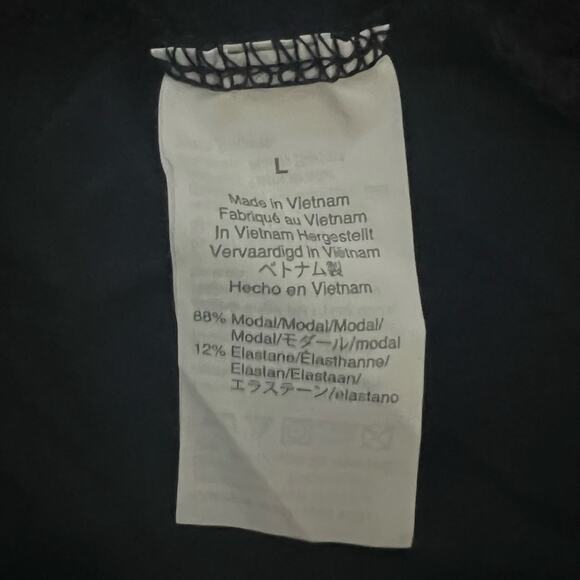 L
Made in Vietnam
Fabriqué au Vietnam
In Vietnam Hergestellt
Vervaardigd in Vietnam
ベトナム製
Hecho en Vietnam
88% Modal/Modal/Modal/
Modal/モダール/modal
12% Elastane/Élasthanne/
Elastan/Elastaan/
エラステーン/elastano